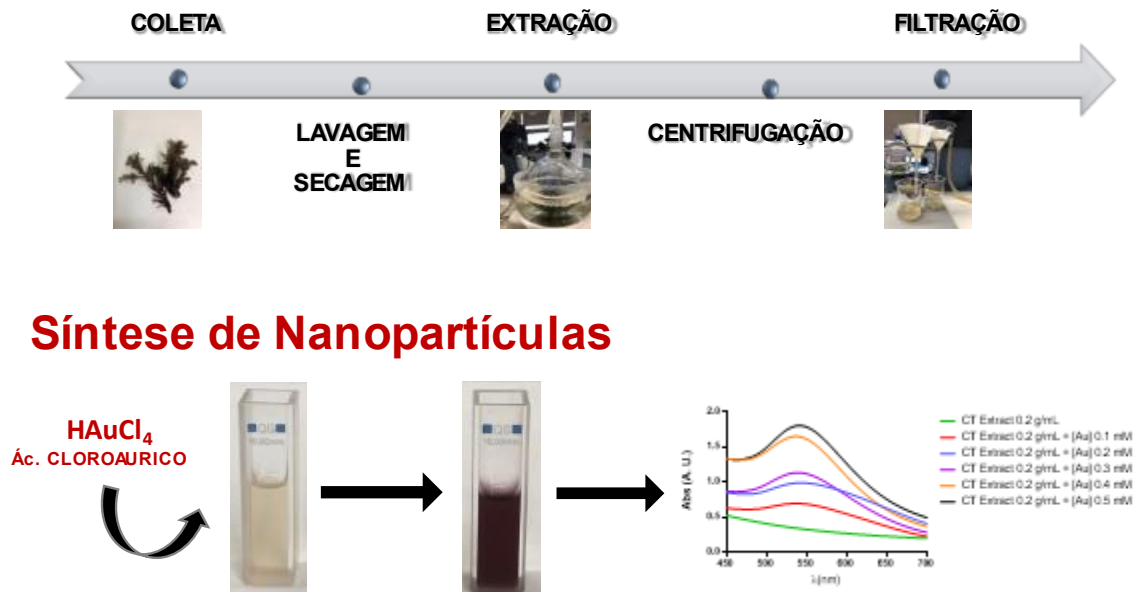 COLETA
EXTRAÇÃO
FILTRAÇÃO
LAVAGEM
E
SECAGEM
CENTRIFUGAÇÃO
Síntese de Nanopartículas
HAuCl₄
Ác. CLOROAURICO
Abs (A. U.)
2.0
1.5
1.0
0.5
0.0
450 500 550 600 650 700
λ(nm)
CT Extract 0.2 g/mL
CT Extract 0.2 g/mL + [Au] 0.1 mM
CT Extract 0.2 g/mL + [Au] 0.2 mM
CT Extract 0.2 g/mL + [Au] 0.3 mM
CT Extract 0.2 g/mL + [Au] 0.4 mM
CT Extract 0.2 g/mL + [Au] 0.5 mM